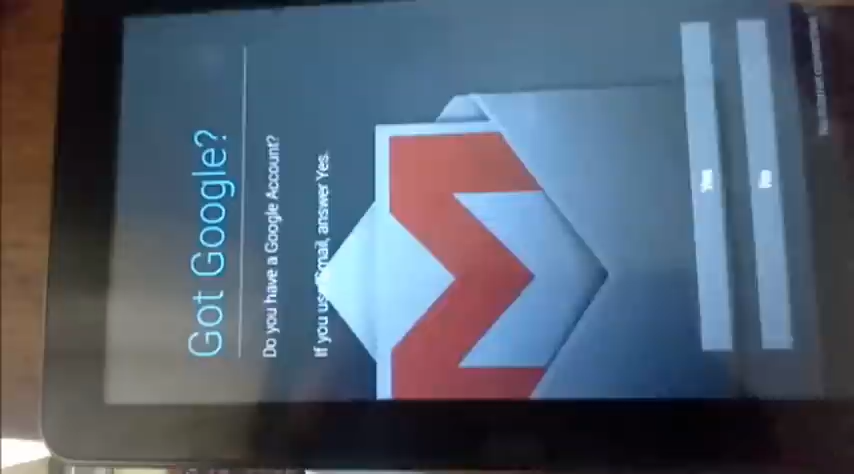 Got Google?
Do you have a Google Account?
If you use Gmail, answer Yes.
Yes
No